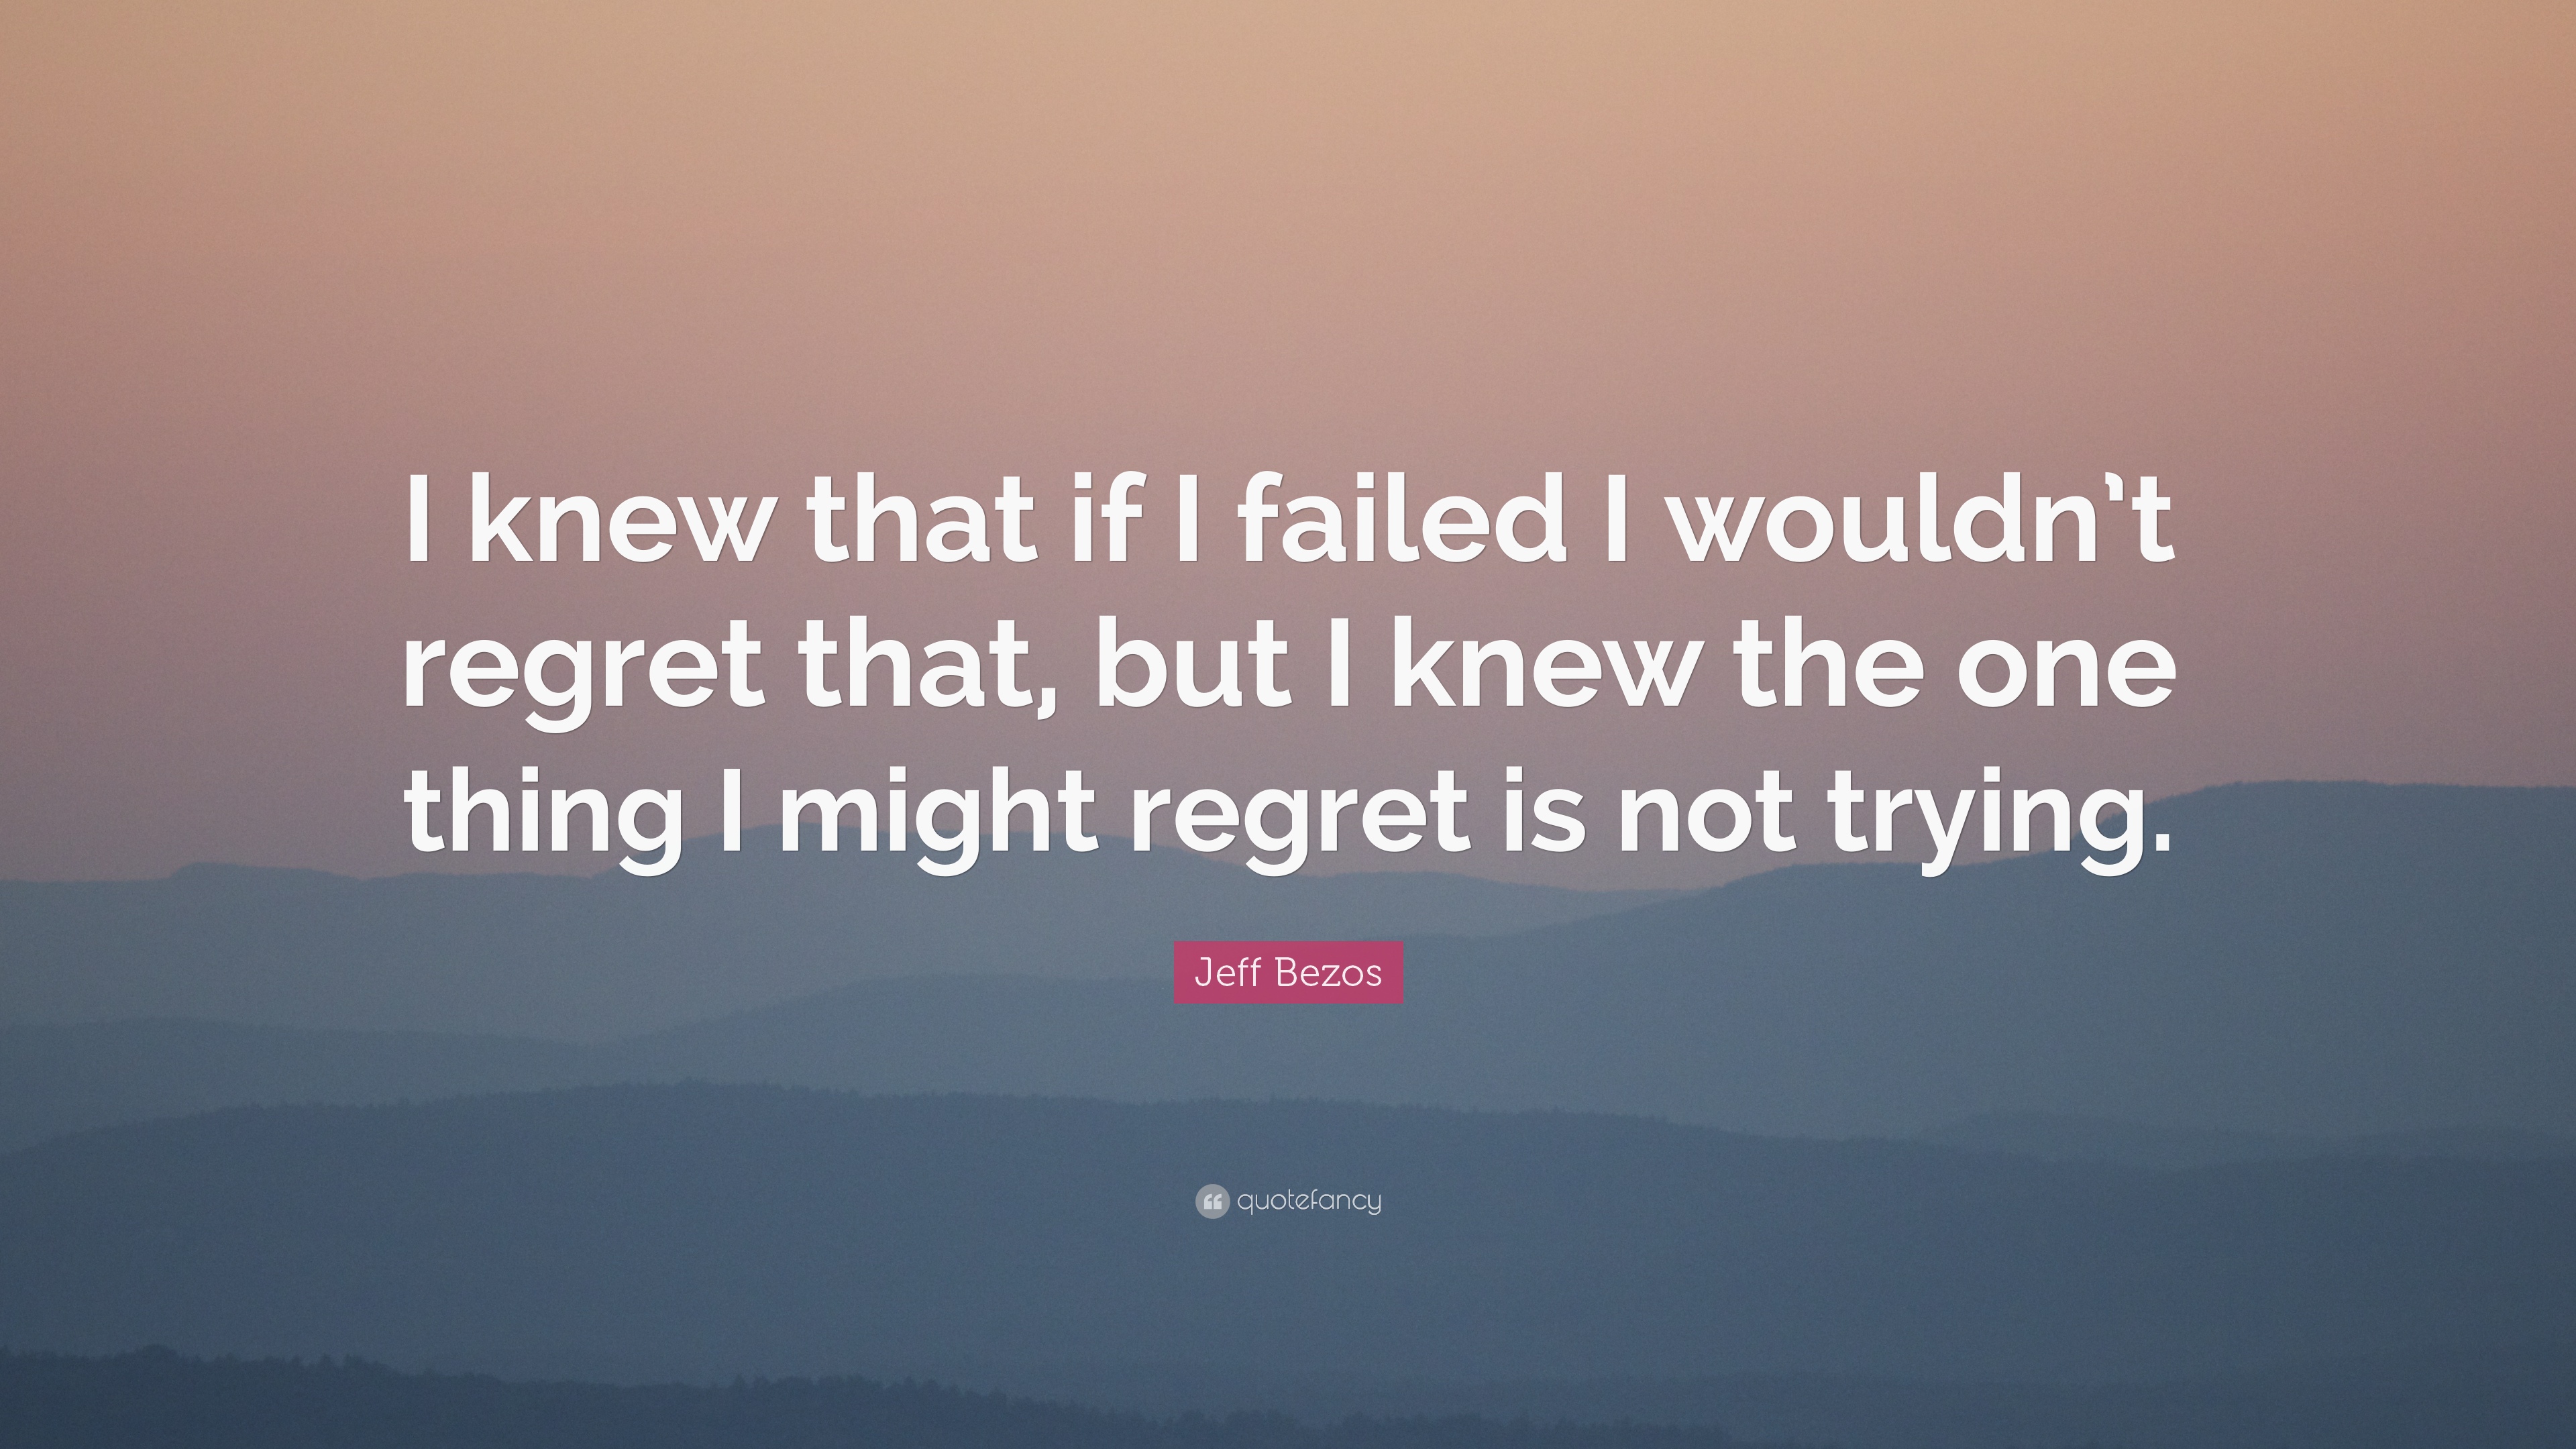 I knew that if I failed I wouldn’t
regret that, but I knew the one
thing I might regret is not trying.
Jeff Bezos
quotefancy